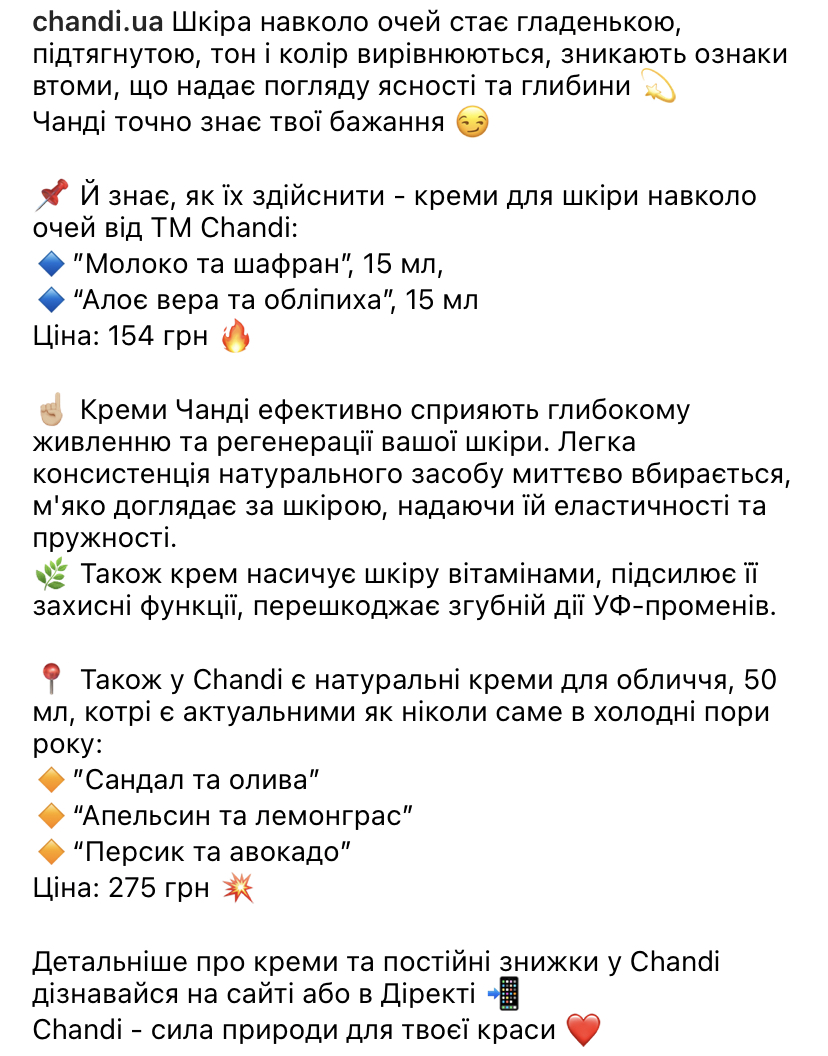 chandi.ua Шкіра навколо очей стає гладенькою,
підтягнутою, тон і колір вирівнюються, зникають ознаки
втоми, що надає погляду ясності та глибини 💫
Чанді точно знає твої бажання 😏
📌 Й знає, як їх здійснити - креми для шкіри навколо
очей від ТМ Chandi:
🔷 ”Молоко та шафран”, 15 мл,
🔷 “Алоє вера та обліпиха”, 15 мл
Ціна: 154 грн 🔥
☝🏼 Креми Чанді ефективно сприяють глибокому
живленню та регенерації вашої шкіри. Легка
консистенція натурального засобу миттєво вбирається,
м'яко доглядає за шкірою, надаючи їй еластичності та
пружності.
🌿 Також крем насичує шкіру вітамінами, підсилює її
захисні функції, перешкоджає згубній дії УФ-променів.
📍 Також у Chandi є натуральні креми для обличчя, 50
мл, котрі є актуальними як ніколи саме в холодні пори
року:
🔶 ”Сандал та олива”
🔶 “Апельсин та лемонграс”
🔶 “Персик та авокадо”
Ціна: 275 грн 💥
Детальніше про креми та постійні знижки у Chandi
дізнавайся на сайті або в Діректі 📲
Chandi - сила природи для твоєї краси ❤️